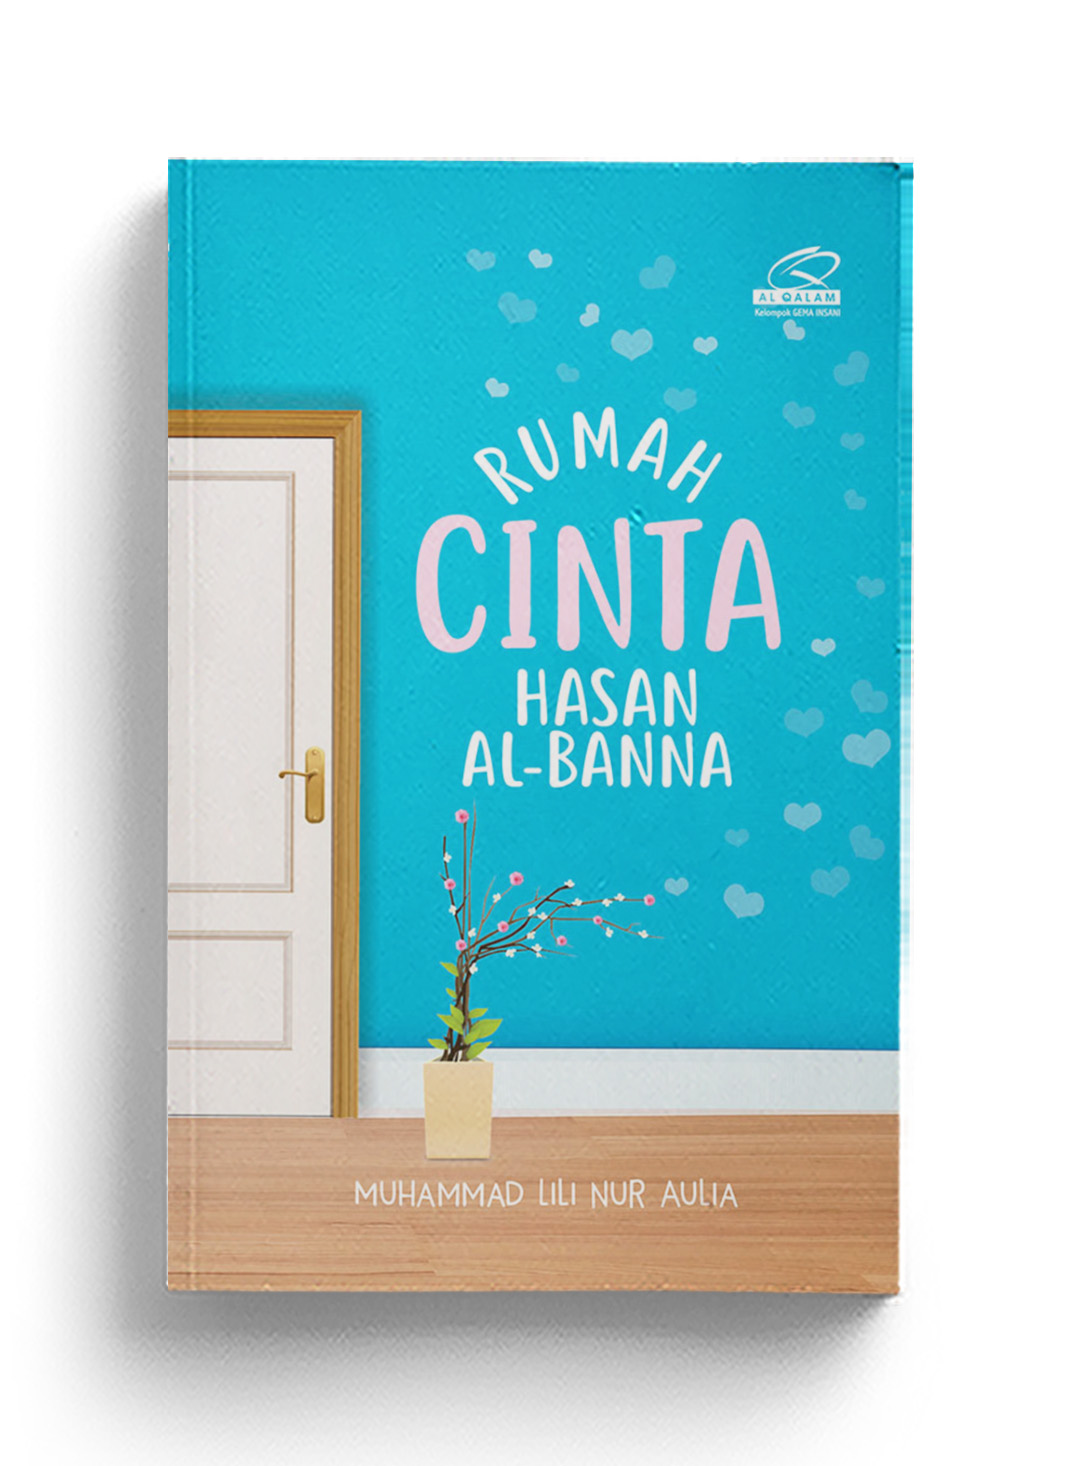 AL QALAM
Kelompok GEMA INSANI
RUMAH
CINTA
HASAN
AL-BANNA
MUHAMMAD LILI NUR AULIA